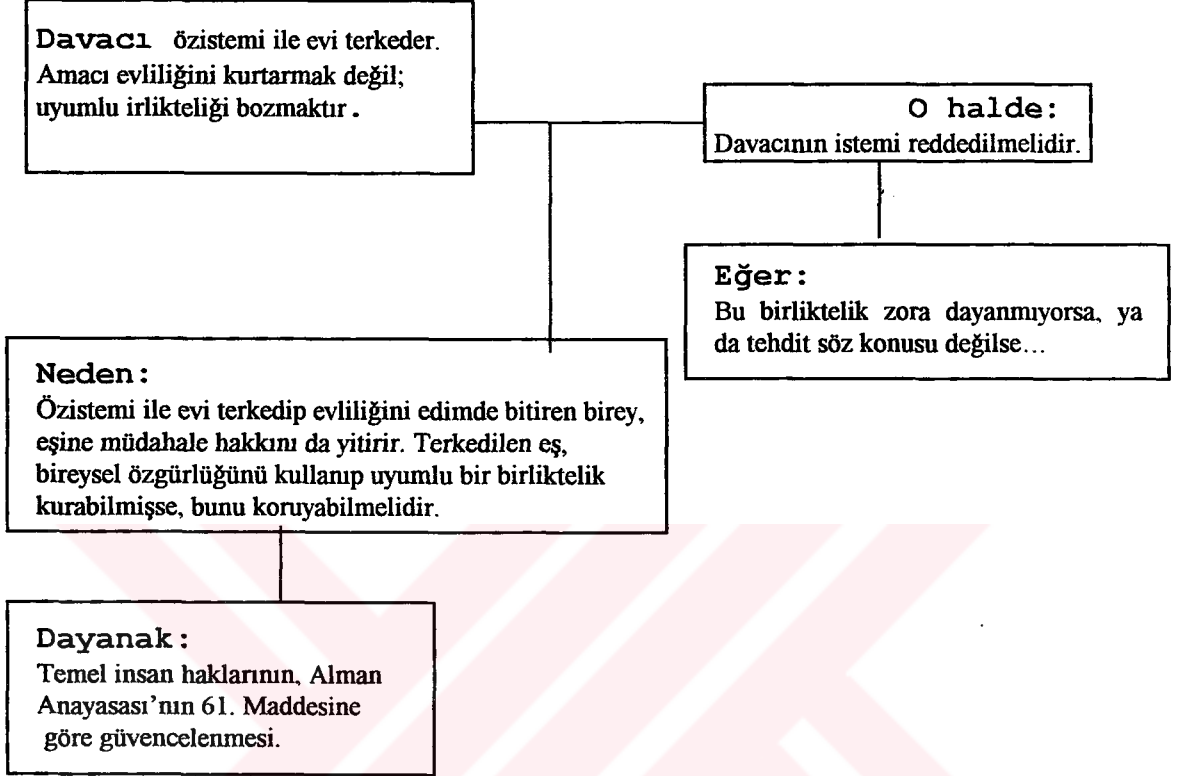 Davacı özistemi ile evi terkeder.
Amacı evliliğini kurtarmak değil;
uyumlu irlikteliği bozmaktır.
O halde:
Davacının istemi reddedilmelidir.
Eğer:
Bu birliktelik zora dayanmıyorsa, ya
da tehdit söz konusu değilse...
Neden:
Özistemi ile evi terkedip evliliğini edimde bitiren birey,
eşine müdahale hakkını da yitirir. Terkedilen eş,
bireysel özgürlüğünü kullanıp uyumlu bir birliktelik
kurabilmişse, bunu koruyabilmelidir.
Dayanak:
Temel insan haklarının, Alman
Anayasası'nın 61. Maddesine
göre güvencelenmesi.